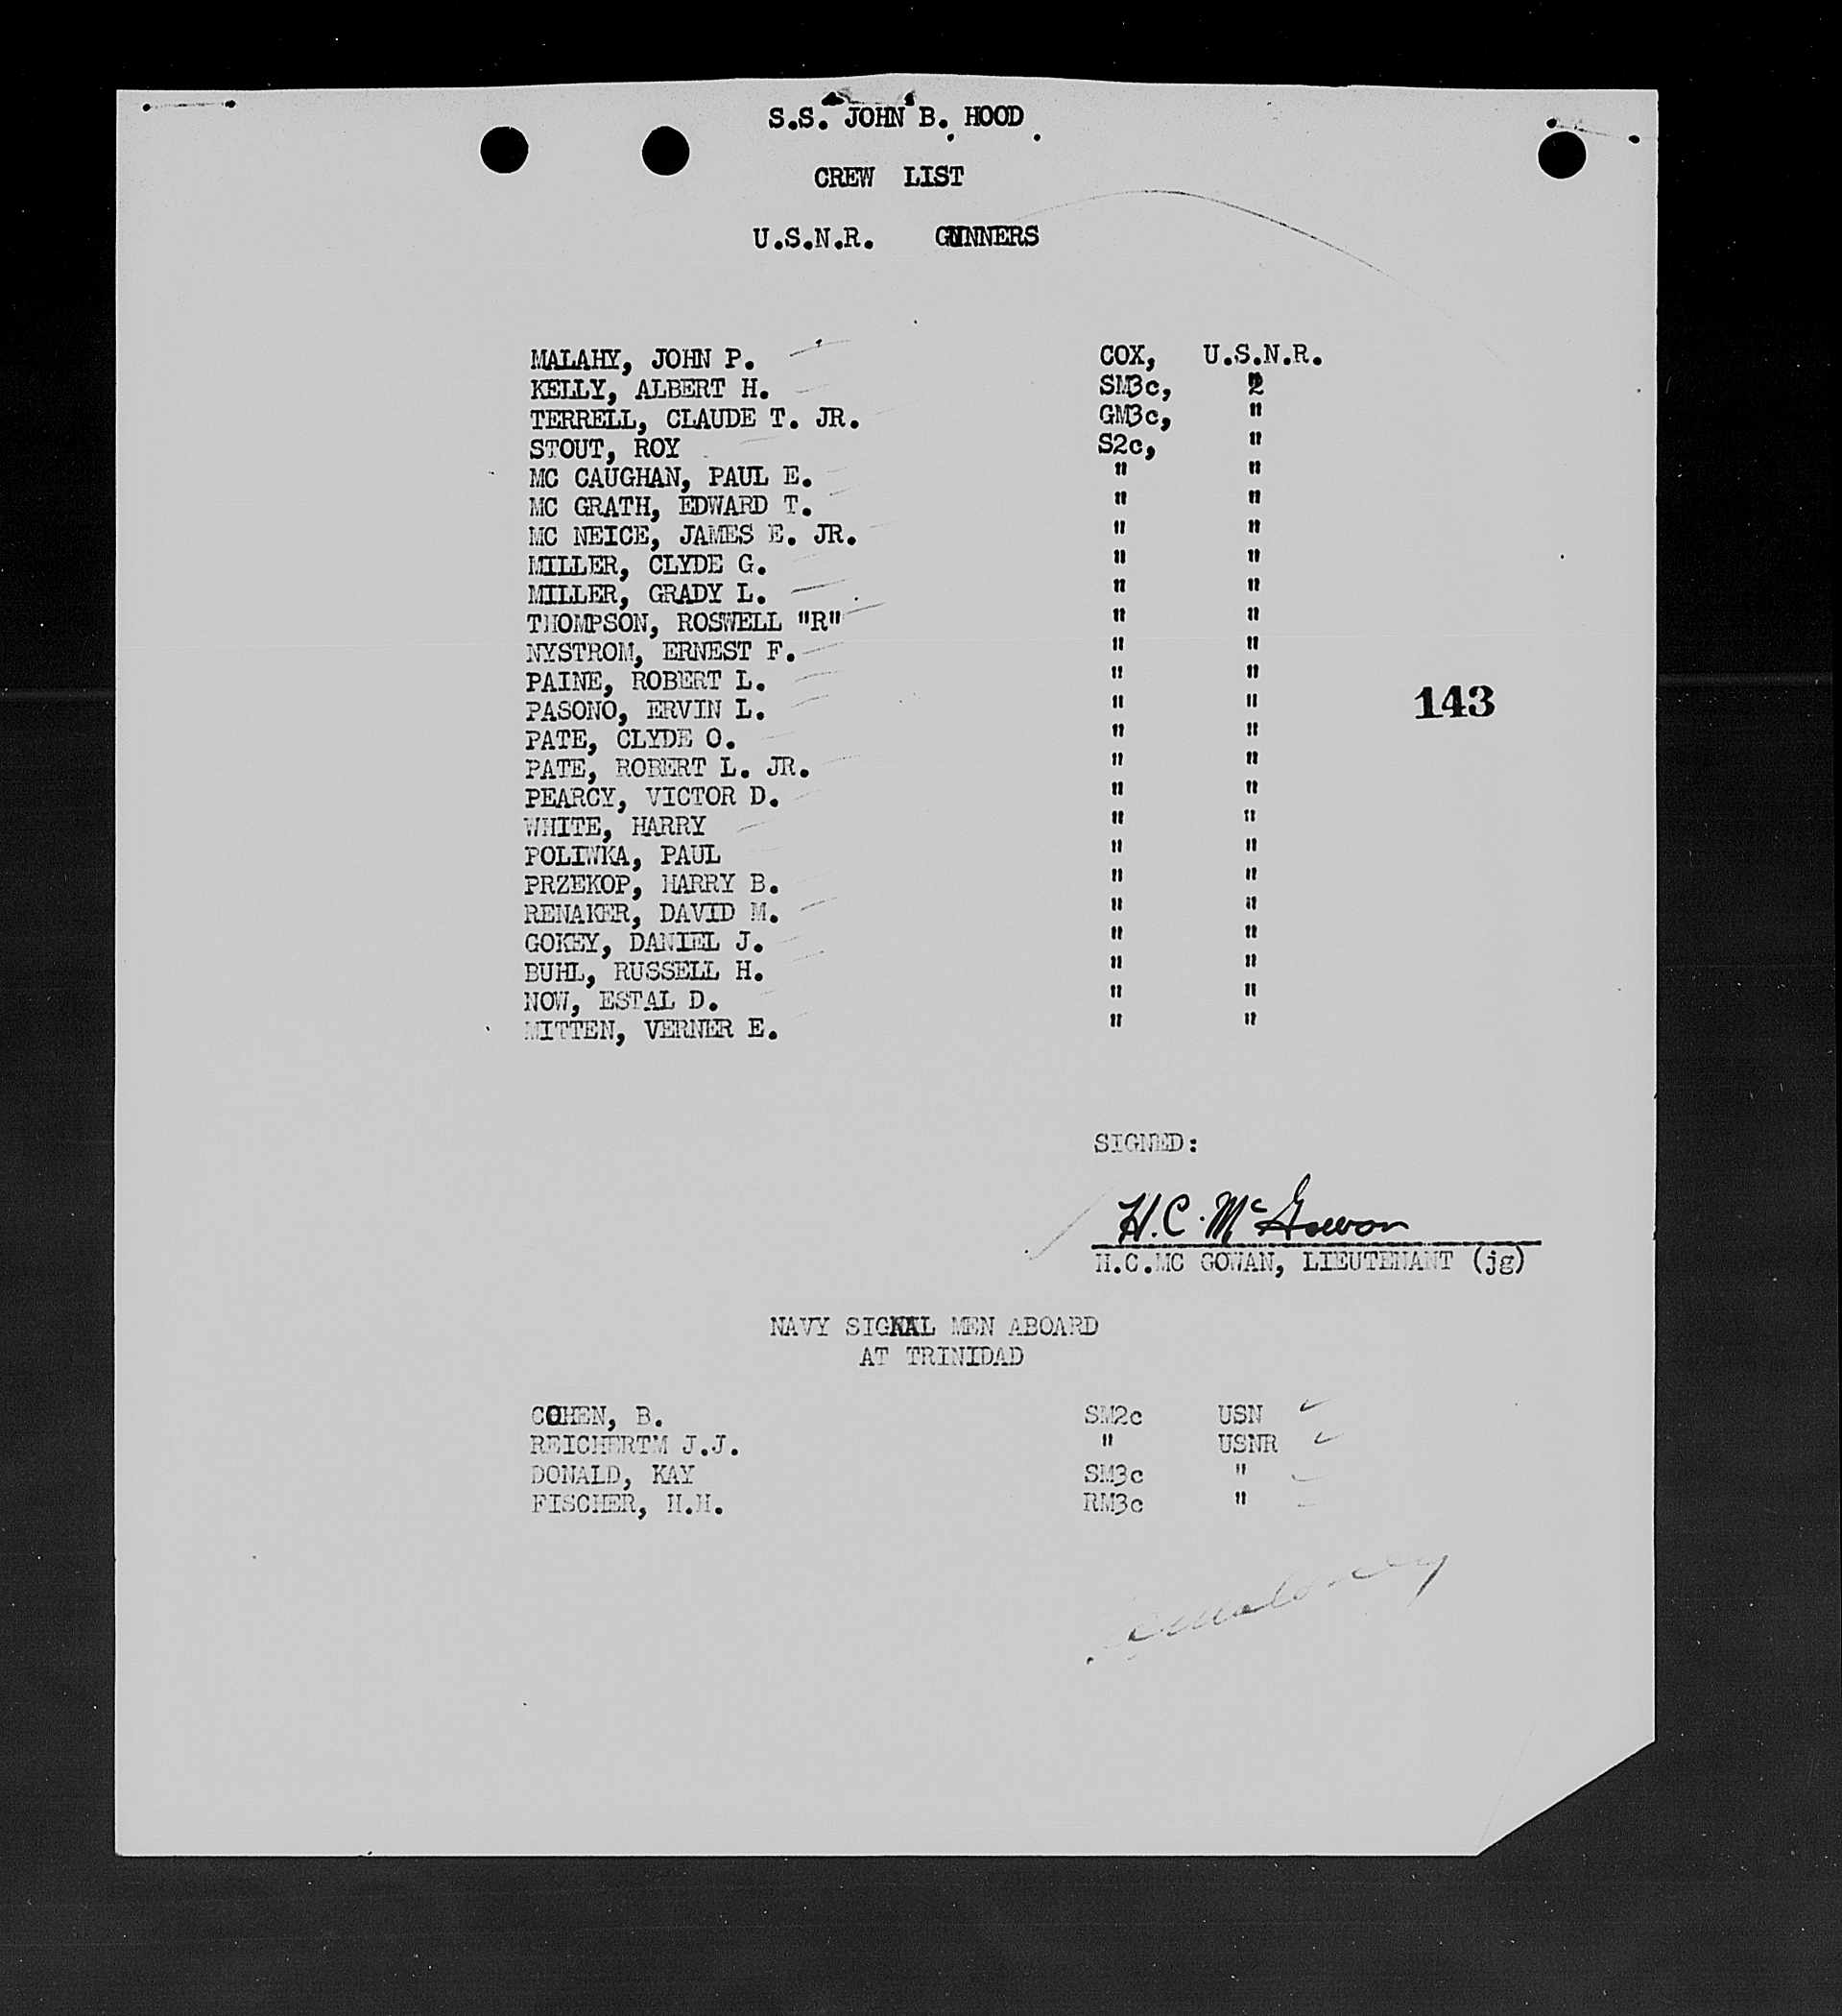 S.S. JOHN B. HOOD
CREW LIST
U.S.N.R. GUNNERS
MALAHY, JOHN P. COX, U.S.N.R.
KELLY, ALBERT H. SM3c, "
TERRELL, CLAUDE T. JR. GM3c, "
STOUT, ROY S2c, "
MC CAUGHAN, PAUL E. " "
MC GRATH, EDWARD T. " "
MC NEICE, JAMES E. JR. " "
MILLER, CLYDE G. " "
MILLER, GRADY L. " "
THOMPSON, ROSWELL "R" " "
NYSTROM, ERNEST F. " "
PAINE, ROBERT L. " "
PASONO, ERVIN L. " "
143
PATE, CLYDE O. " "
PATE, ROBERT L. JR. " "
PEARCY, VICTOR D. " "
WHITE, HARRY " "
POLIWKA, PAUL " "
PRZEKOP, HARRY B. " "
RENAKER, DAVID M. " "
GOKEY, DANIEL J. " "
BUHL, RUSSELL H. " "
NOW, ESTAL D. " "
MITTEN, VERNER E. " "
SIGNED:
H.C. McGowan
H.C.MC GOWAN, LIEUTENANT (jg)
NAVY SIGNAL MEN ABOARD
AT TRINIDAD
COHEN, B. SM2c USN
REICHERTM J.J. " USNR
DONALD, KAY SM3c "
FISCHER, H.H. RM3c "